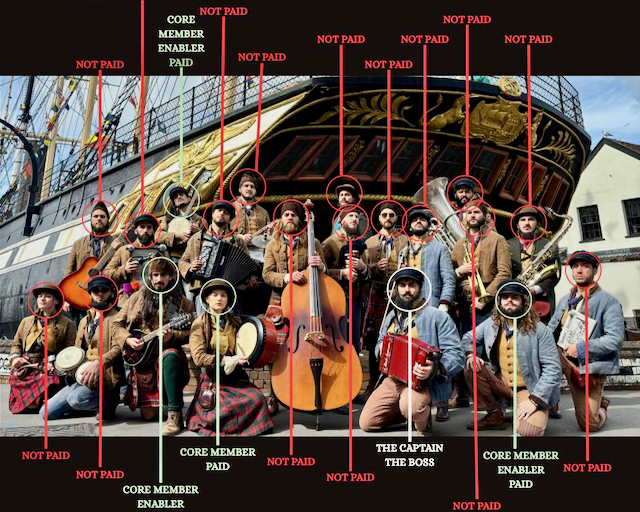 NOT PAID
CORE
MEMBER
ENABLER
PAID
NOT PAID
NOT PAID
NOT PAID
NOT PAID
NOT PAID
NOT PAID
NOT PAID
NOT PAID
NOT PAID
CORE MEMBER
ENABLER
CORE MEMBER
PAID
NOT PAID
NOT PAID
THE CAPTAIN
THE BOSS
NOT PAID
CORE MEMBER
ENABLER
PAID
NOT PAID